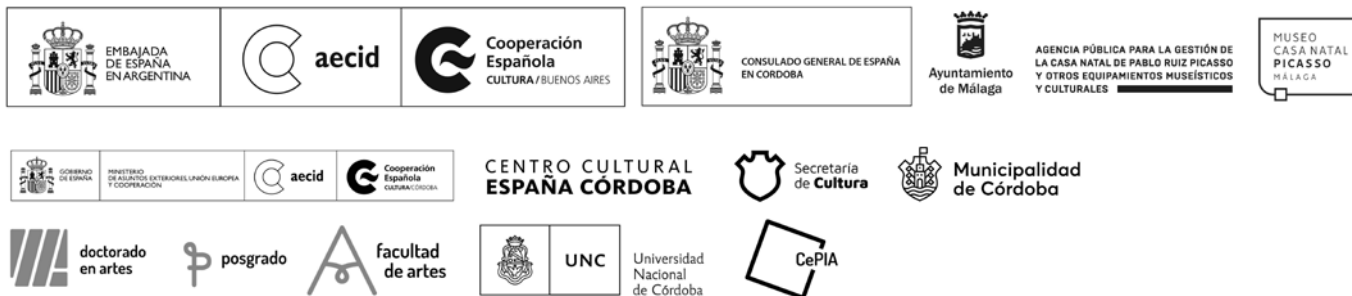 EMBAJADA
DE ESPAÑA
EN ARGENTINA
aecid
Cooperación
Española
CULTURA / BUENOS AIRES
CONSULADO GENERAL DE ESPAÑA
EN CORDOBA
Ayuntamiento
de Málaga
AGENCIA PÚBLICA PARA LA GESTIÓN DE
LA CASA NATAL DE PABLO RUIZ PICASSO
Y OTROS EQUIPAMIENTOS MUSEÍSTICOS
Y CULTURALES
MUSEO
CASA NATAL
PICASSO
MÁLAGA
GOBIERNO
DE ESPAÑA
MINISTERIO
DE ASUNTOS EXTERIORES, UNIÓN EUROPEA
Y COOPERACIÓN
aecid
Cooperación
Española
CULTURA/CÓRDOBA
CENTRO CULTURAL
ESPAÑA CÓRDOBA
Secretaría
de Cultura
Municipalidad
de Córdoba
doctorado
en artes
posgrado
facultad
de artes
UNC
Universidad
Nacional
de Córdoba
CePIA